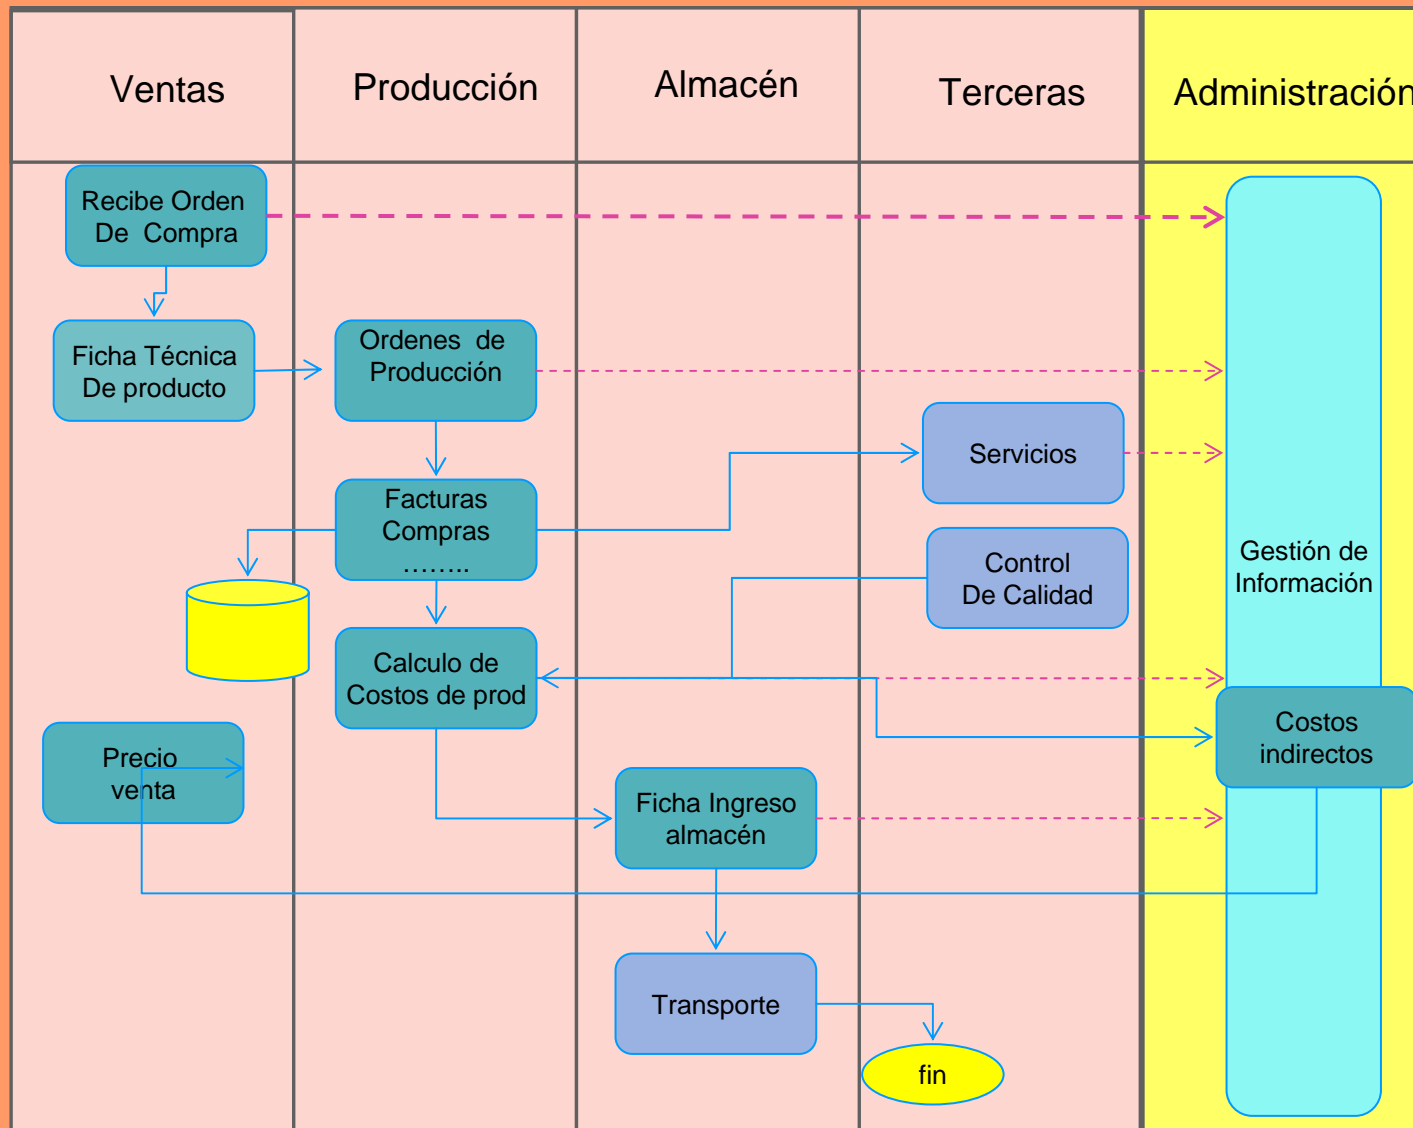 Ventas
Producción
Almacén
Terceras
Administración
Recibe Orden
De Compra
Ficha Técnica
De producto
Ordenes de
Producción
Servicios
Facturas
Compras
……..
Control
De Calidad
Gestión de
Información
Calculo de
Costos de prod
Precio
venta
Costos
indirectos
Ficha Ingreso
almacén
Transporte
fin